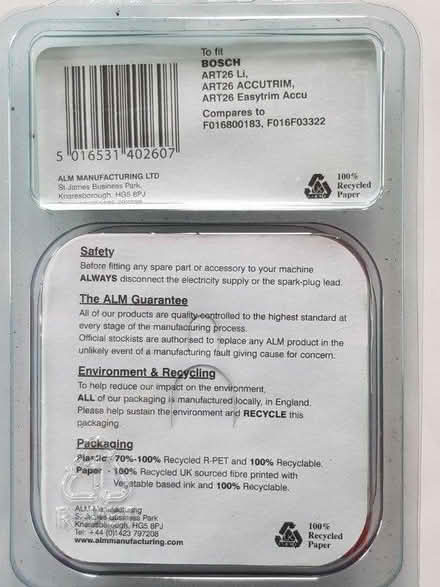 To fit
BOSCH
ART26 Li,
ART26 ACCUTRIM,
ART26 Easytrim Accu
Compares to
F016800183, F016F03322
5 016531 402607
ALM MANUFACTURING LTD
St James Business Park,
Knaresborough, HG5 8PJ
100%
Recycled
Paper
Safety
Before fitting any spare part or accessory to your machine
ALWAYS disconnect the electricity supply or the spark-plug lead.
The ALM Guarantee
All of our products are quality controlled to the highest standard at
every stage of the manufacturing process.
Official stockists are authorised to replace any ALM product in the
unlikely event of a manufacturing fault giving cause for concern.
Environment & Recycling
To help reduce our impact on the environment,
ALL of our packaging is manufactured locally, in England.
Please help sustain the environment and RECYCLE this
packaging
Packaging
Plastic - 70%-100% Recycled R-PET and 100% Recyclable.
Paper - 100% Recycled UK sourced fibre printed with
Vegetable based ink and 100% Recyclable.
ALM Manufacturing
St James Business Park
Knaresborough, HG5 8PJ
Tel: +44 (0)1423 797208
www.almmanufacturing.com
100%
Recycled
Paper